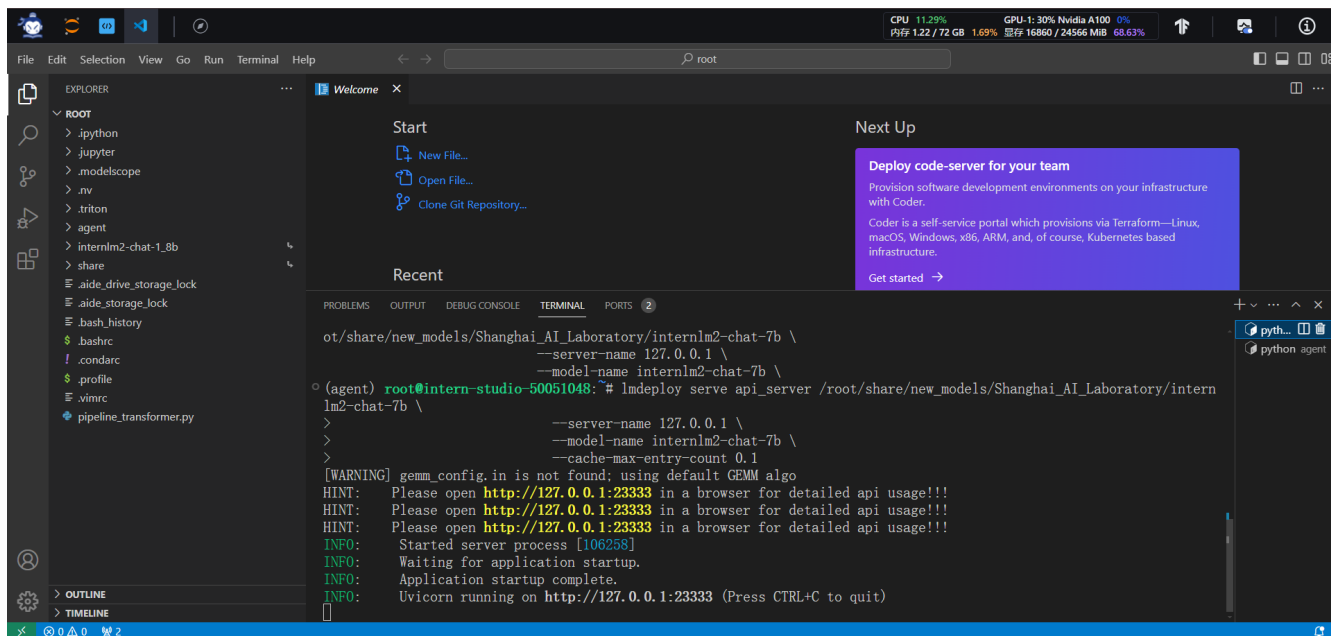 CPU 11.29% GPU-1: 30% Nvidia A100 0%
内存 1.22 / 72 GB 1.69% 显存 16860 / 24566 MiB 68.63%
File Edit Selection View Go Run Terminal Help
root
EXPLORER
Welcome
ROOT
.ipython
.jupyter
.modelscope
.nv
.triton
agent
internlm2-chat-1_8b
share
.aide_drive_storage_lock
.aide_storage_lock
.bash_history
.bashrc
.condarc
.profile
.vimrc
pipeline_transformer.py
OUTLINE
TIMELINE
Start
New File...
Open File...
Clone Git Repository...
Recent
Next Up
Deploy code-server for your team
Provision software development environments on your infrastructure
with Coder.
Coder is a self-service portal which provisions via Terraform—Linux,
macOS, Windows, x86, ARM, and, of course, Kubernetes based
infrastructure.
Get started →
PROBLEMS OUTPUT DEBUG CONSOLE TERMINAL PORTS 2
ot/share/new_models/Shanghai_AI_Laboratory/internlm2-chat-7b \
--server-name 127.0.0.1 \
--model-name internlm2-chat-7b \
(agent) root@intern-studio-50051048:~# lmdeploy serve api_server /root/share/new_models/Shanghai_AI_Laboratory/intern
lm2-chat-7b \
> --server-name 127.0.0.1 \
> --model-name internlm2-chat-7b \
> --cache-max-entry-count 0.1
[WARNING] gemm_config.in is not found; using default GEMM algo
HINT: Please open http://127.0.0.1:23333 in a browser for detailed api usage!!!
HINT: Please open http://127.0.0.1:23333 in a browser for detailed api usage!!!
HINT: Please open http://127.0.0.1:23333 in a browser for detailed api usage!!!
INFO: Started server process [106258]
INFO: Waiting for application startup.
INFO: Application startup complete.
INFO: Uvicorn running on http://127.0.0.1:23333 (Press CTRL+C to quit)
pyth...
python agent
0 0 2